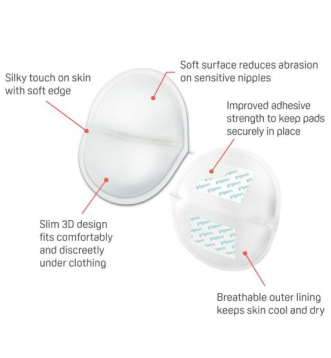 Soft surface reduces abrasion
on sensitive nipples
Silky touch on skin
with soft edge
Improved adhesive
strength to keep pads
securely in place
Slim 3D design
fits comfortably
and discreetly
under clothing
Breathable outer lining
keeps skin cool and dry